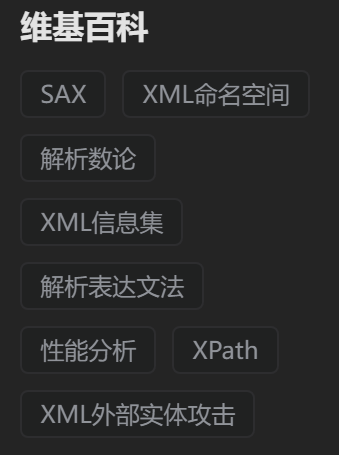 维基百科
SAX XML命名空间
解析数论
XML信息集
解析表达文法
性能分析 XPath
XML外部实体攻击